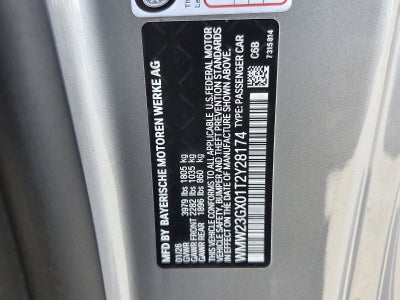 MFD BY BAYERISCHE MOTOREN WERKE AG
01/26
GVWR 3979 lbs 1805 kg
GAWR FRONT 2282 lbs 1035 kg
GAWR REAR 1896 lbs 860 kg
THIS VEHICLE CONFORMS TO ALL APPLICABLE U.S. FEDERAL MOTOR
VEHICLE SAFETY, BUMPER AND THEFT PREVENTION STANDARDS
IN EFFECT ON THE DATE OF MANUFACTURE SHOWN ABOVE.
WMW23GX01T2Y28174 TYPE: PASSENGER CAR
C6B
7315814